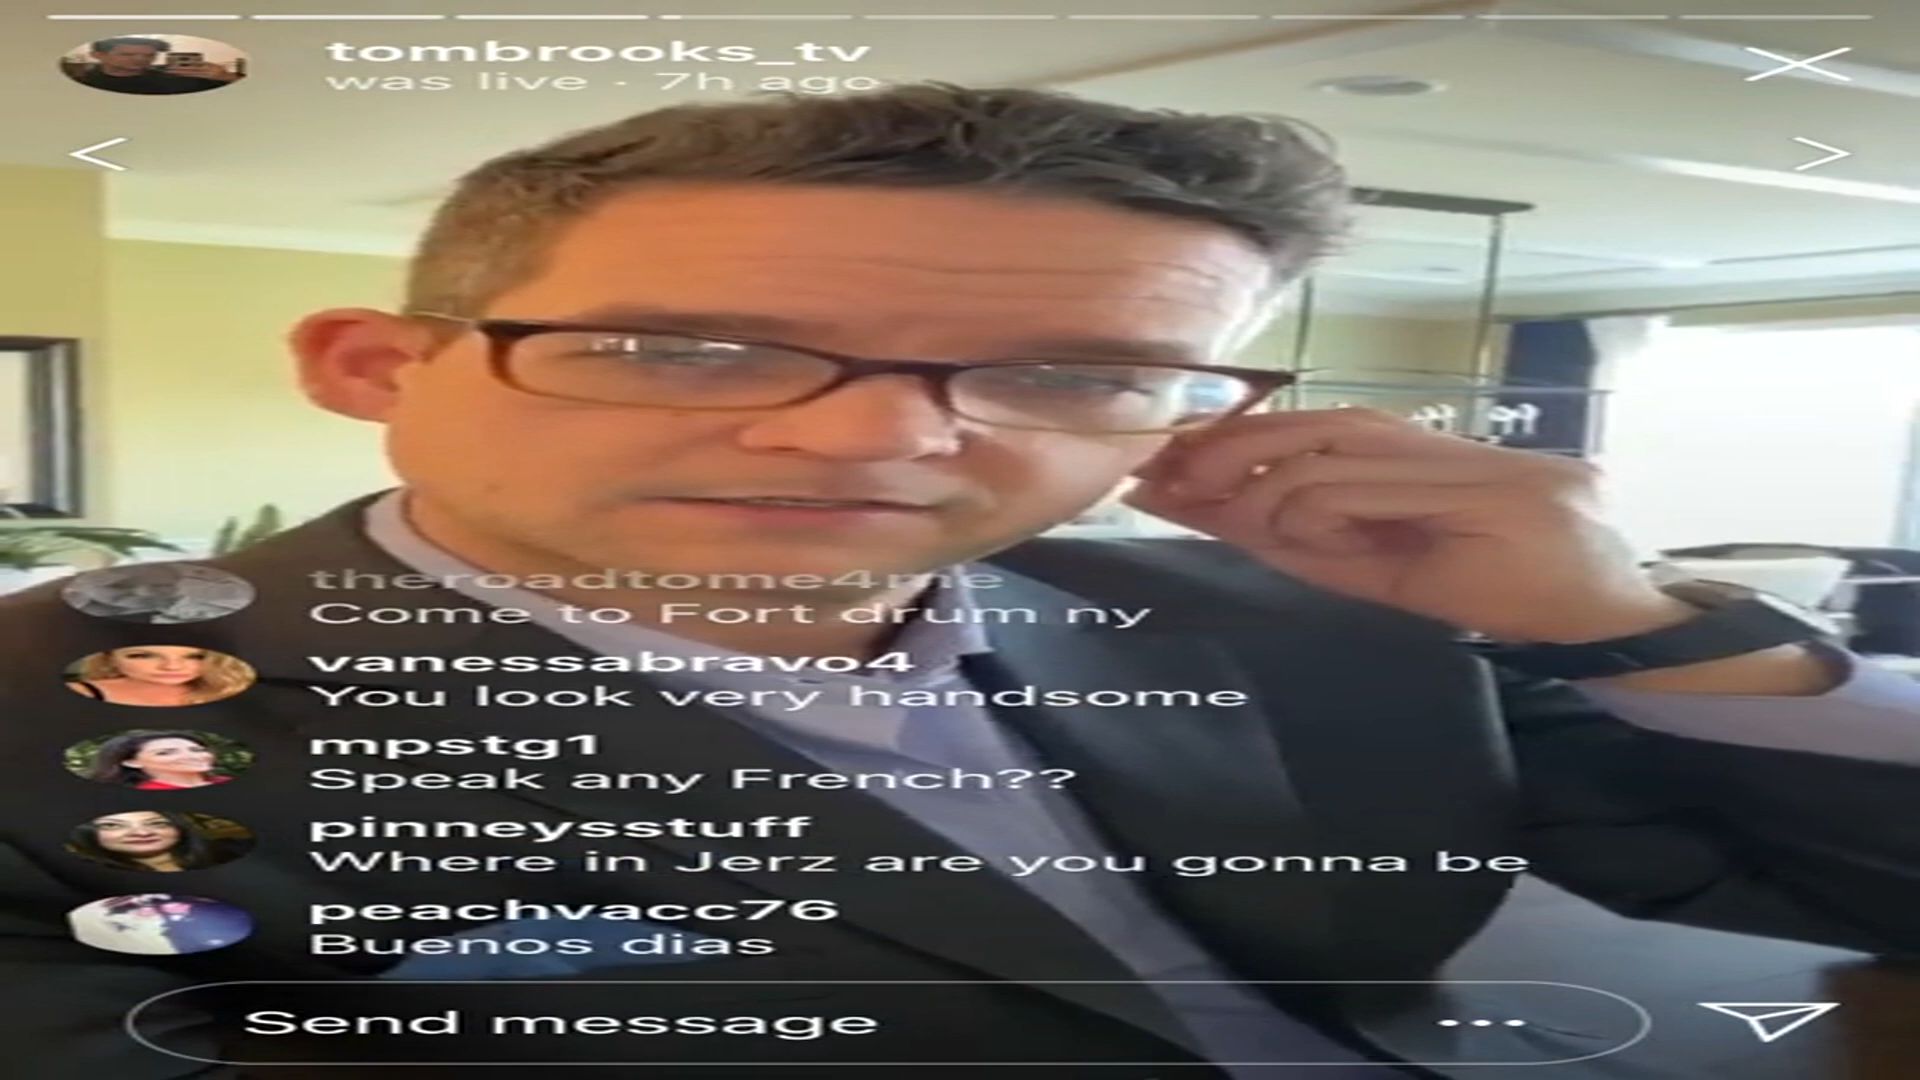 tombrooks_tv
was live · 7h ago
theroadtome4me
Come to Fort drum ny
vanessabravo4
You look very handsome
mpstg1
Speak any French??
pinneysstuff
Where in Jerz are you gonna be
peachvacc76
Buenos dias
Send message